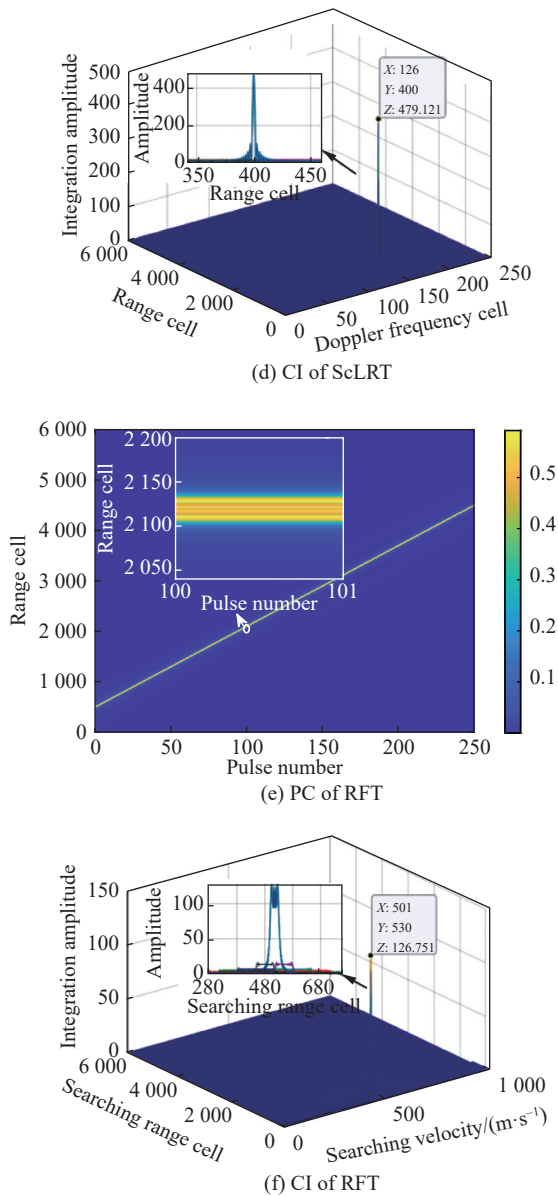 500
400
300
200
100
0
Integration amplitude
6 000
4 000
2 000
0
Range cell
0
50
100
150
200
250
Doppler frequency cell
400
200
0
Amplitude
350
400
450
Range cell
X: 126
Y: 400
Z: 479.121
(d) CI of ScLRT
6 000
5 000
4 000
3 000
2 000
1 000
0
Range cell
2 200
2 150
2 100
2 050
Range cell
100
101
Pulse number
0
50
100
150
200
250
Pulse number
0.5
0.4
0.3
0.2
0.1
(e) PC of RFT
150
100
50
0
Integration amplitude
6 000
4 000
2 000
0
Searching range cell
0
500
1 000
Searching velocity/(m·s⁻¹)
100
50
0
Amplitude
280
480
680
Searching range cell
X: 501
Y: 530
Z: 126.751
(f) CI of RFT